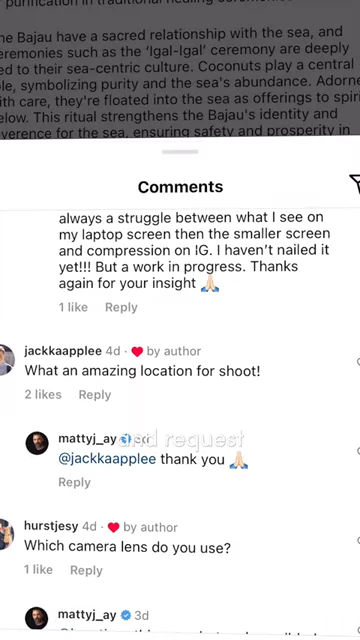 purification in traditional healing ceremonies
he Bajau have a sacred relationship with the sea, and
eremonies such as the 'Igal-Igal' ceremony are deeply
ed to their sea-centric culture. Coconuts play a central
le, symbolizing purity and the sea's abundance. Adorne
ith care, they're floated into the sea as offerings to spiri
elow. This ritual strengthens the Bajau's identity and
verence for the sea, ensuring safety and prosperity in
Comments
always a struggle between what I see on
my laptop screen then the smaller screen
and compression on IG. I haven't nailed it
yet!!! But a work in progress. Thanks
again for your insight 🙏🏻
1 like Reply
jackkaapplee 4d · ❤️ by author
What an amazing location for shoot!
2 likes Reply
mattyj_ay
and request
@jackkaapplee thank you 🙏🏻
Reply
hurstjesy 4d · ❤️ by author
Which camera lens do you use?
1 like Reply
mattyj_ay 3d